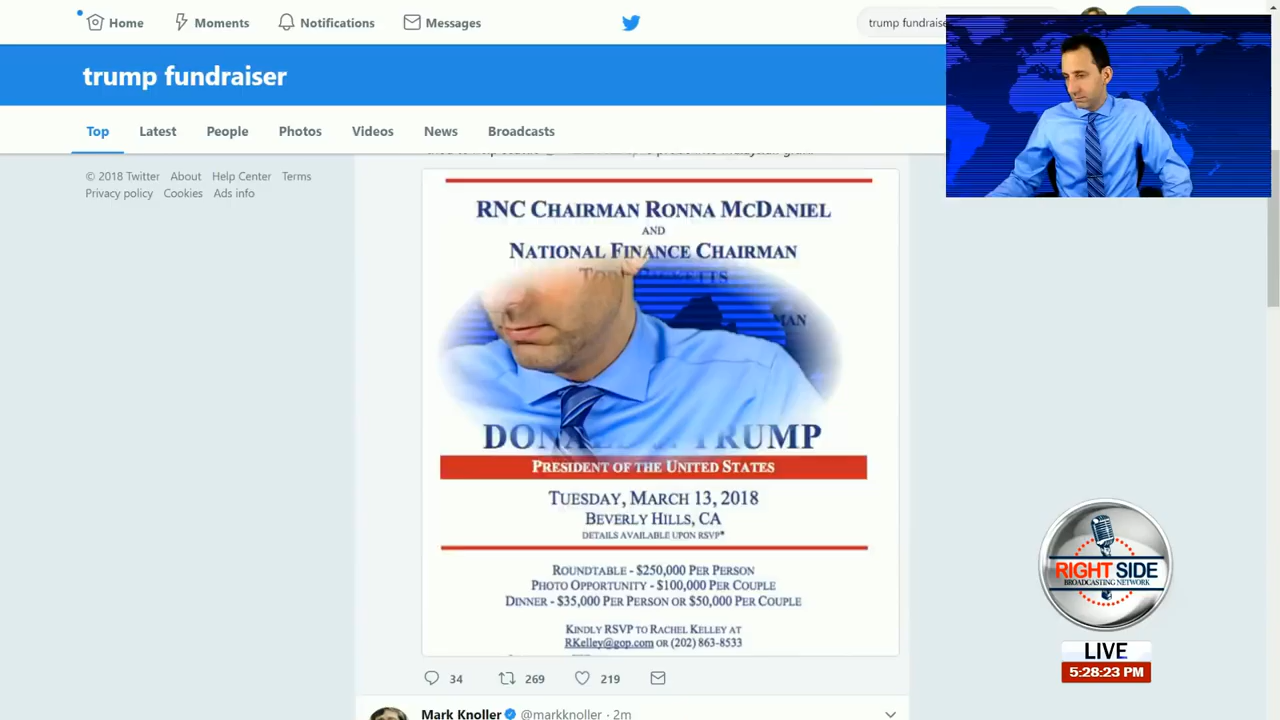 Home
Moments
Notifications
Messages
trump fundraise
trump fundraiser
Top
Latest
People
Photos
Videos
News
Broadcasts
© 2018 Twitter About Help Center Terms
Privacy policy Cookies Ads info
RNC CHAIRMAN RONNA MCDANIEL
AND
NATIONAL FINANCE CHAIRMAN
DONALD J. TRUMP
PRESIDENT OF THE UNITED STATES
TUESDAY, MARCH 13, 2018
BEVERLY HILLS, CA
DETAILS AVAILABLE UPON RSVP*
ROUNDTABLE - $250,000 PER PERSON
PHOTO OPPORTUNITY - $100,000 PER COUPLE
DINNER - $35,000 PER PERSON OR $50,000 PER COUPLE
KINDLY RSVP TO RACHEL KELLEY AT
RKelley@gop.com OR (202) 863-8533
34
269
219
Mark Knoller @markknoller · 2m
RIGHT SIDE
BROADCASTING NETWORK
LIVE
5:28:23 PM